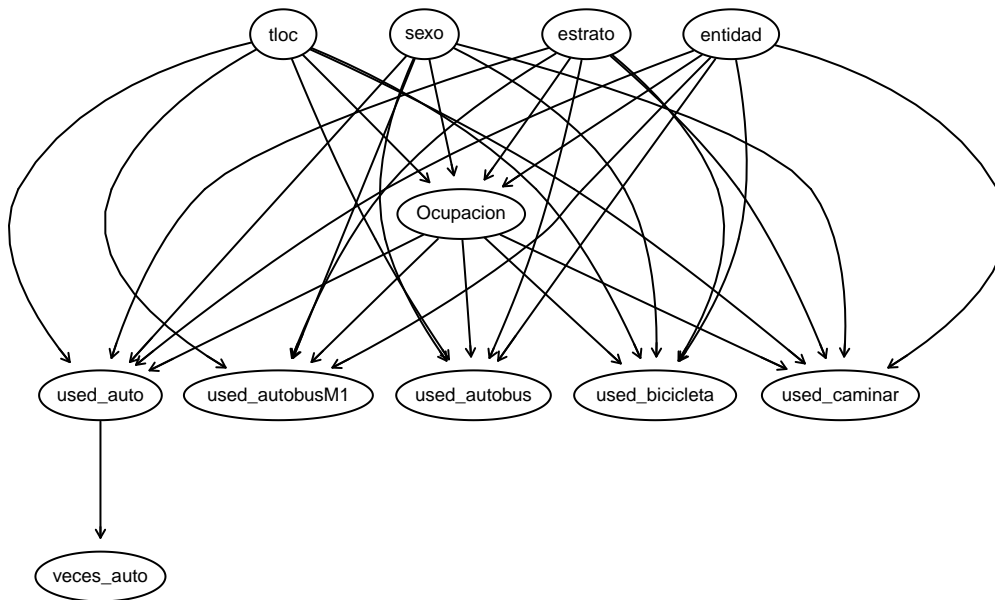 tloc sexo estrato entidad
Ocupacion
used_auto used_autobusM1 used_autobus used_bicicleta used_caminar
veces_auto